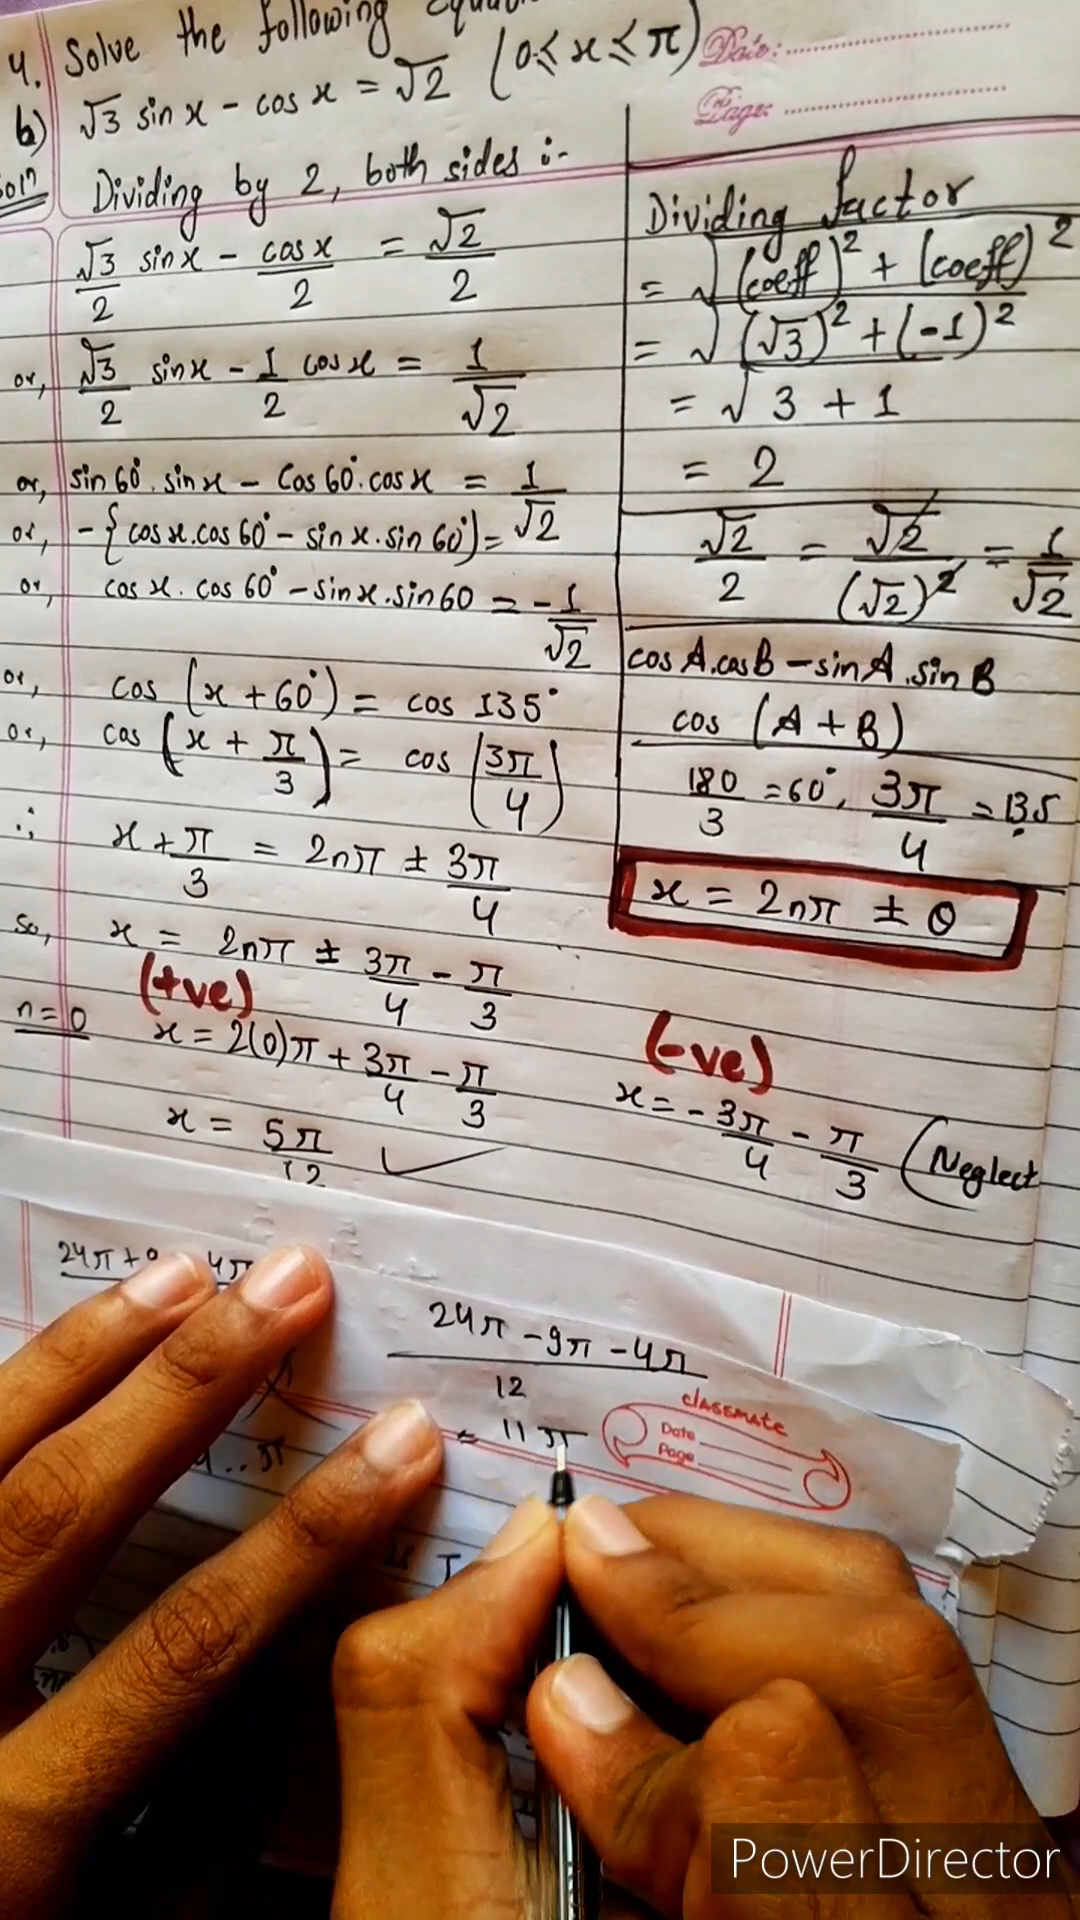 4. Solve the following
b) √3 sin x - cos x = √2 (0 ≤ x ≤ π)
Date:
Page:
Soln Dividing by 2, both sides :-
√3/2 sin x - cos x/2 = √2/2
or, √3/2 sin x - 1/2 cos x = 1/√2
or, sin 60°. sin x - Cos 60°. cos x = 1/√2
or, - {cos x. cos 60° - sin x. sin 60°} = 1/√2
or, cos x. cos 60° - sin x. sin 60 = -1/√2
or, cos (x + 60°) = cos 135°
or, cos (x + π/3) = cos (3π/4)
∴ x + π/3 = 2nπ ± 3π/4
so, x = 2nπ ± 3π/4 - π/3
(+ve)
n = 0 x = 2(0)π + 3π/4 - π/3
x = 5π/12 ✓
Dividing factor
= √(coeff)² + (coeff)²
= √(√3)² + (-1)²
= √3 + 1
= 2
√2/2 = √2/(√2)² = 1/√2
cos A. cos B - sin A. sin B
cos (A + B)
180/3 = 60°, 3π/4 = 135
x = 2nπ ± θ
(-ve)
x = -3π/4 - π/3 (Neglect
24π + 4π
24π - 9π - 4π
12
= 11π
classmate
Date
Page
PowerDirector